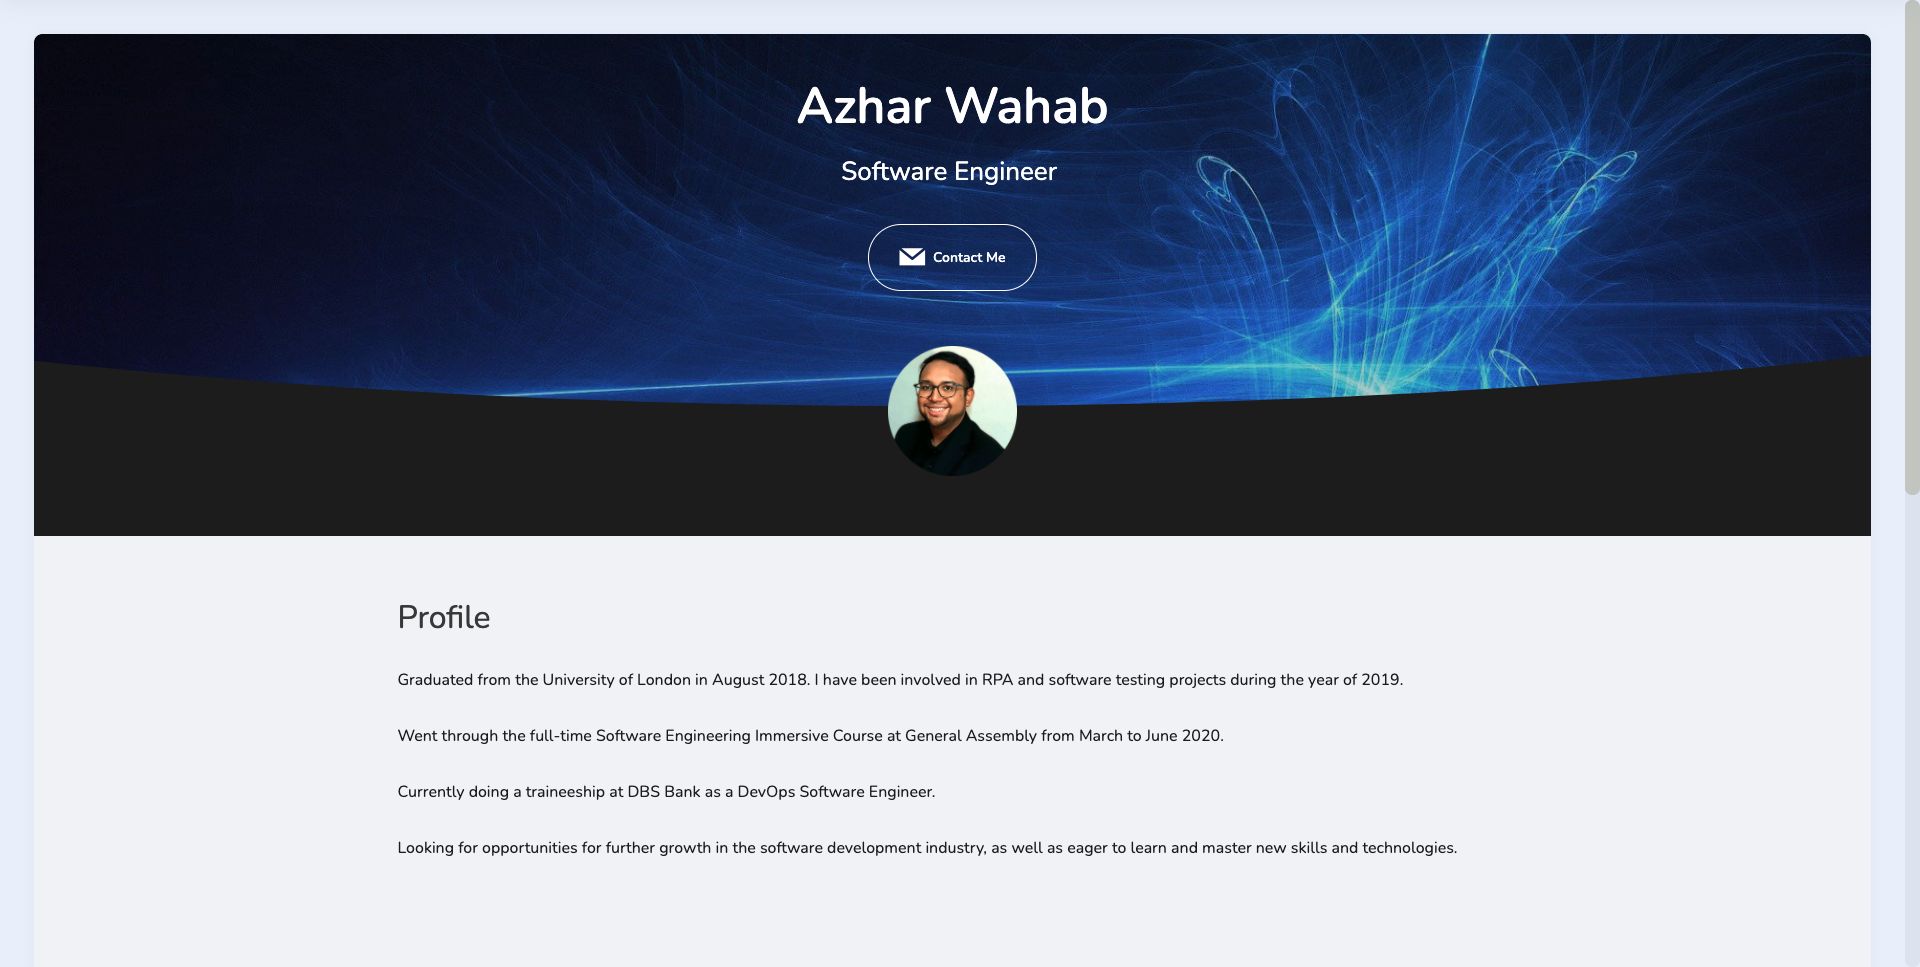 Azhar Wahab
Software Engineer
Contact Me
Profile
Graduated from the University of London in August 2018. I have been involved in RPA and software testing projects during the year of 2019.
Went through the full-time Software Engineering Immersive Course at General Assembly from March to June 2020.
Currently doing a traineeship at DBS Bank as a DevOps Software Engineer.
Looking for opportunities for further growth in the software development industry, as well as eager to learn and master new skills and technologies.